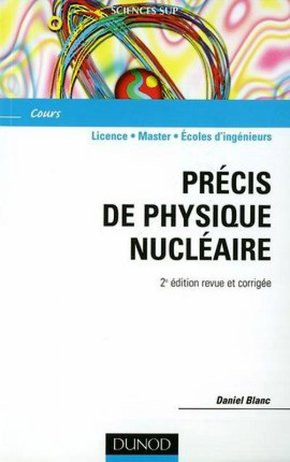 SCIENCES SUP
Cours
Licence • Master • Écoles d'ingénieurs
PRÉCIS
DE PHYSIQUE
NUCLÉAIRE
2e édition revue et corrigée
Daniel Blanc
DUNOD